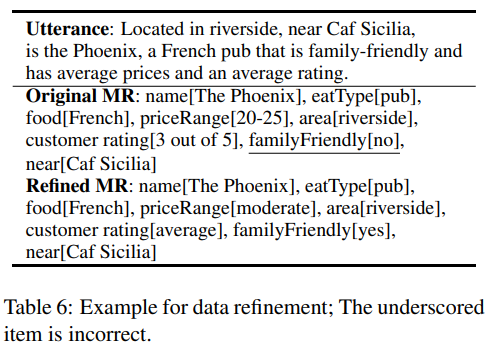 Utterance: Located in riverside, near Caf Sicilia,
is the Phoenix, a French pub that is family-friendly and
has average prices and an average rating.
Original MR: name[The Phoenix], eatType[pub],
food[French], priceRange[20-25], area[riverside],
customer rating[3 out of 5], familyFriendly[no],
near[Caf Sicilia]
Refined MR: name[The Phoenix], eatType[pub],
food[French], priceRange[moderate], area[riverside],
customer rating[average], familyFriendly[yes],
near[Caf Sicilia]
Table 6: Example for data refinement; The underscored
item is incorrect.